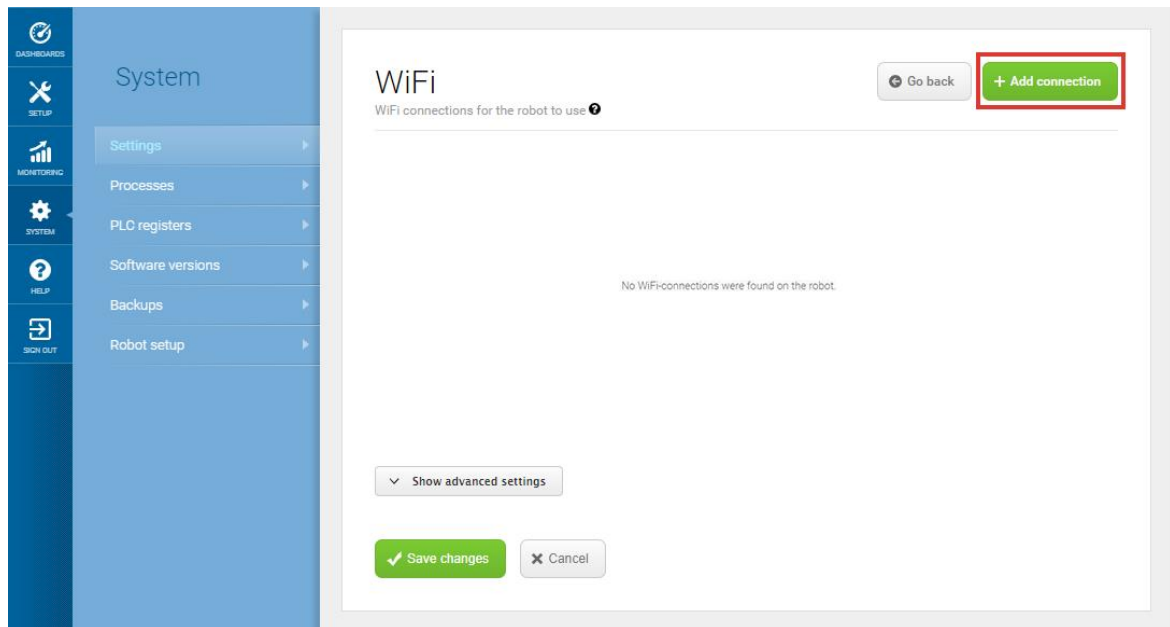 DASHBOARDS
SETUP
MONITORING
SYSTEM
HELP
SIGN OUT
System
Settings
Processes
PLC registers
Software versions
Backups
Robot setup
WiFi
WiFi connections for the robot to use
Go back
+ Add connection
No WiFi-connections were found on the robot.
Show advanced settings
Save changes
Cancel